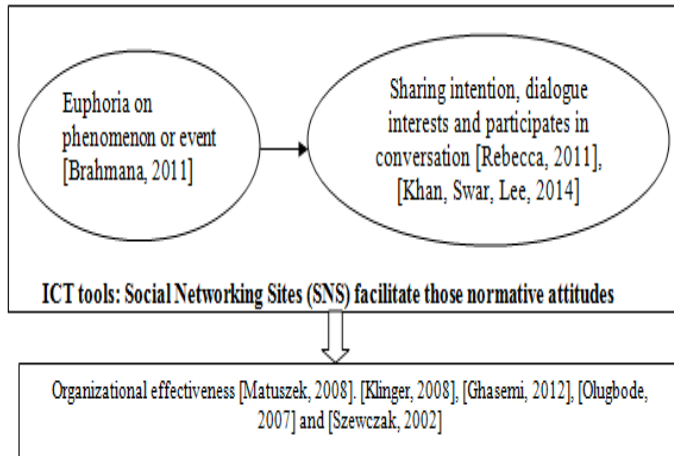 Euphoria on
phenomenon or event
[Brahmana, 2011]
Sharing intention, dialogue
interests and participates in
conversation [Rebecca, 2011],
[Khan, Swar, Lee, 2014]
ICT tools: Social Networking Sites (SNS) facilitate those normative attitudes
Organizational effectiveness [Matuszek, 2008]. [Klinger, 2008], [Ghasemi, 2012], [Olugbode,
2007] and [Szewczak, 2002]